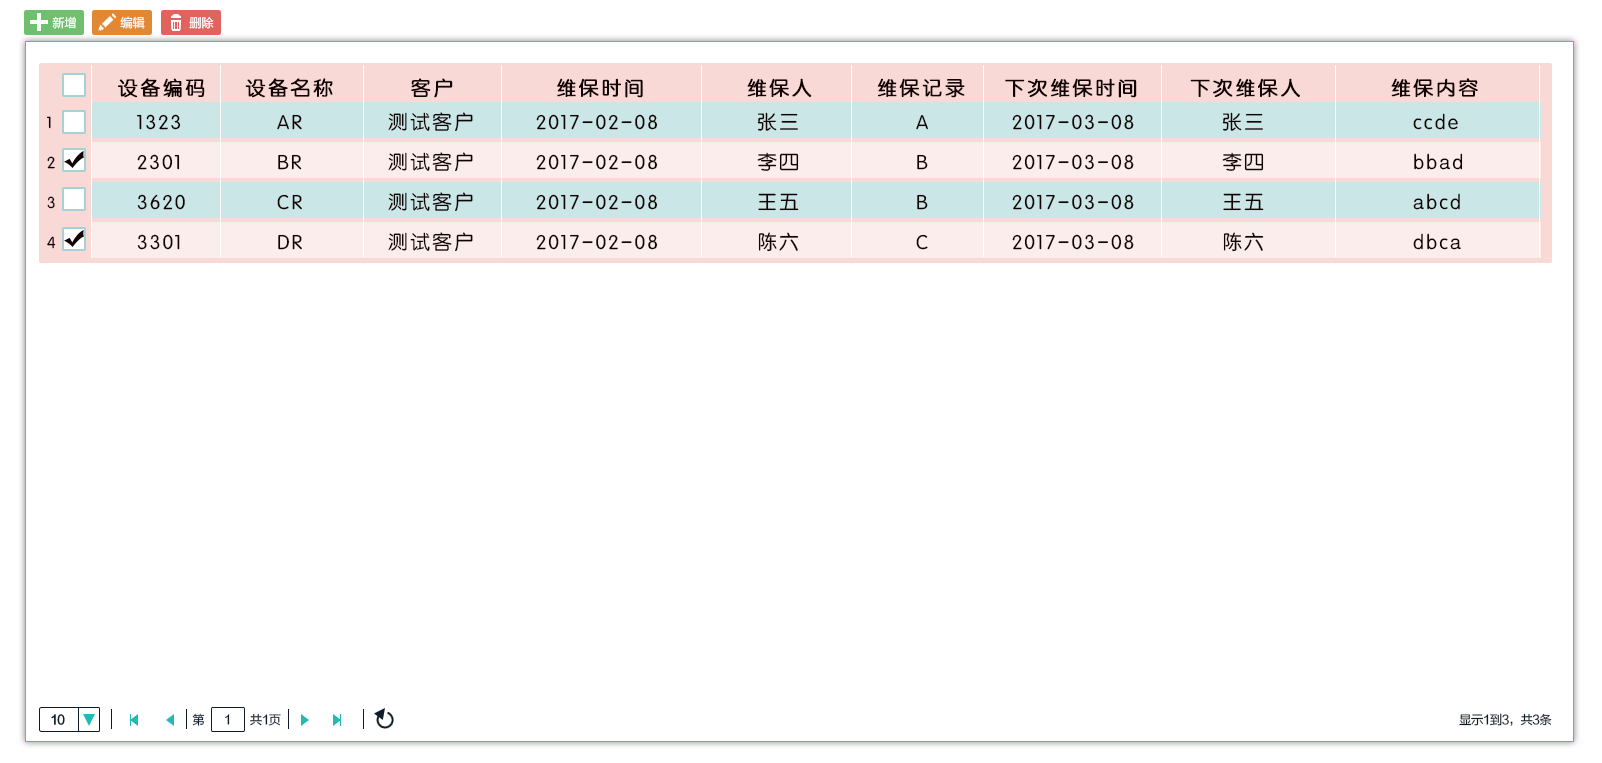 新增 编辑 删除
设备编码 设备名称 客户 维保时间 维保人 维保记录 下次维保时间 下次维保人 维保内容
1 1323 AR 测试客户 2017-02-08 张三 A 2017-03-08 张三 ccde
2 2301 BR 测试客户 2017-02-08 李四 B 2017-03-08 李四 bbad
3 3620 CR 测试客户 2017-02-08 王五 B 2017-03-08 王五 abcd
4 3301 DR 测试客户 2017-02-08 陈六 C 2017-03-08 陈六 dbca
10 第 1 共1页 显示1到3，共3条